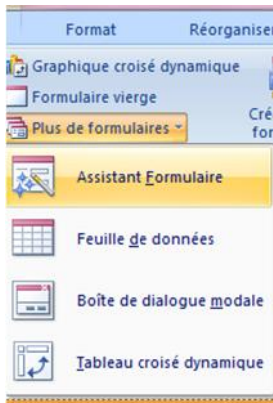 Format Réorganiser
Graphique croisé dynamique
Formulaire vierge
Plus de formulaires
Assistant Formulaire
Feuille de données
Boîte de dialogue modale
Tableau croisé dynamique